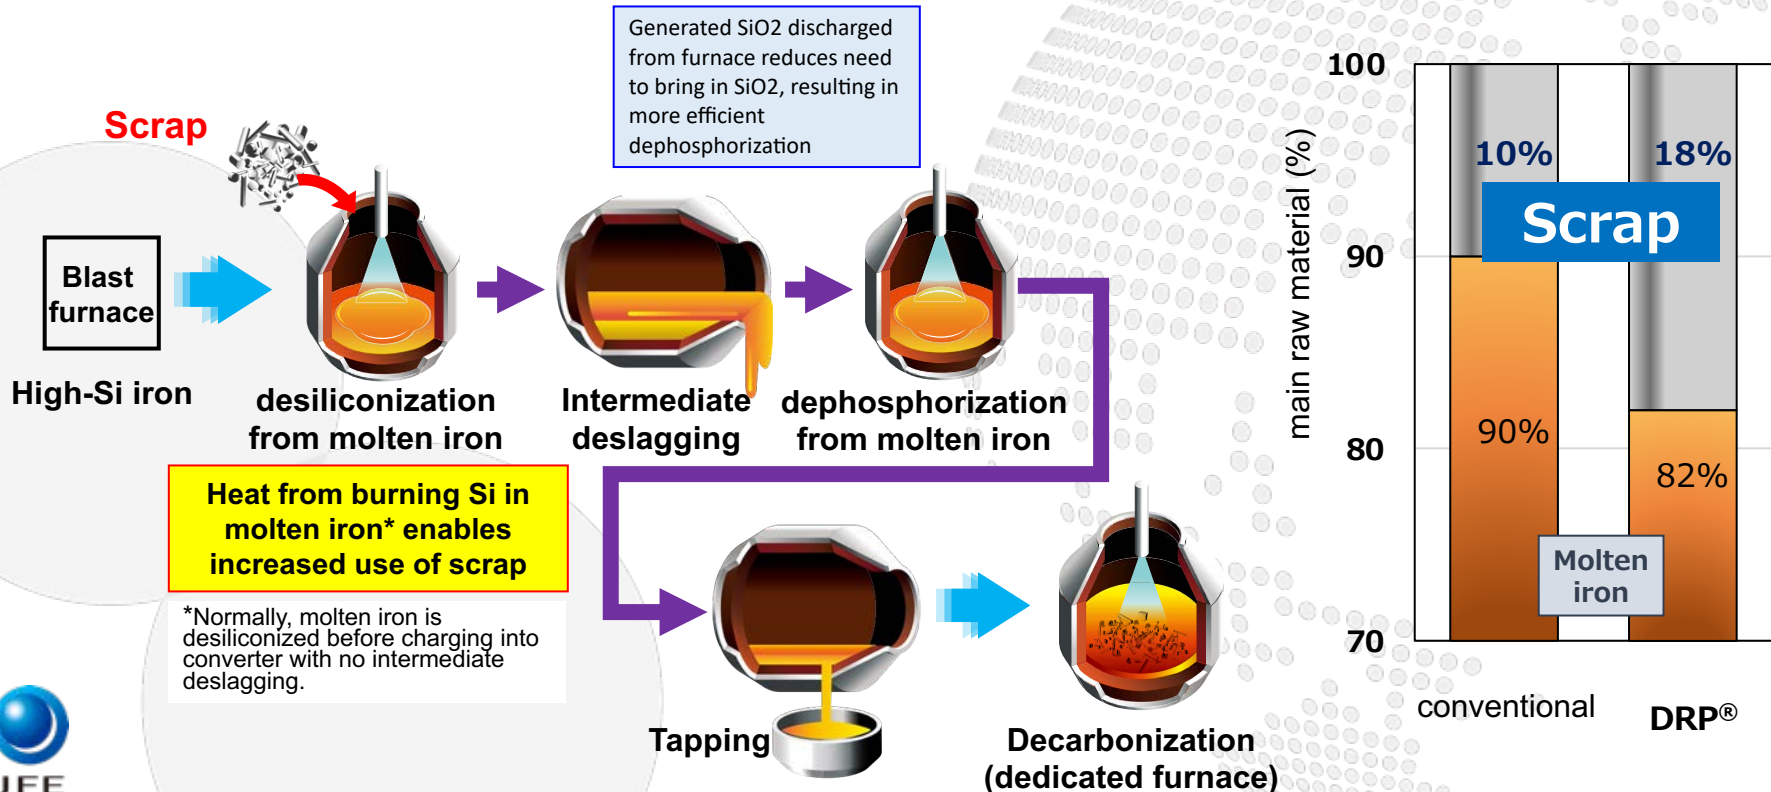 Generated SiO2 discharged
from furnace reduces need
to bring in SiO2, resulting in
more efficient
dephosphorization
Scrap
Blast
furnace
High-Si iron
desiliconization
from molten iron
Intermediate
deslagging
dephosphorization
from molten iron
Heat from burning Si in
molten iron* enables
increased use of scrap
*Normally, molten iron is
desiliconized before charging into
converter with no intermediate
deslagging.
Tapping
Decarbonization
(dedicated furnace)
JFE
main raw material (%)
100
90
80
70
10%
18%
Scrap
90%
82%
Molten
iron
conventional
DRP®